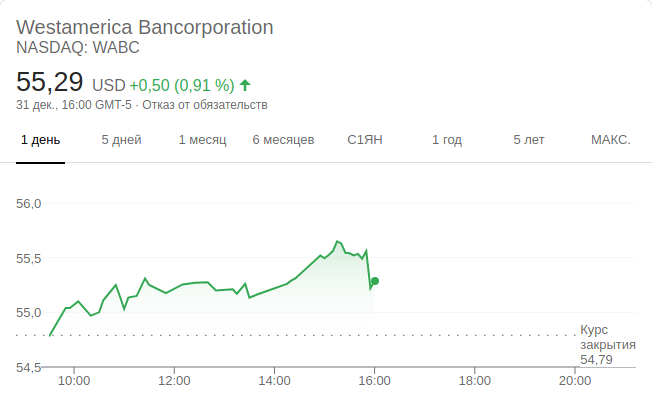 Westamerica Bancorporation
NASDAQ: WABC
55,29 USD +0,50 (0,91 %)
31 дек., 16:00 GMT-5 · Отказ от обязательств
1 день 5 дней 1 месяц 6 месяцев С1ЯН 1 год 5 лет МАКС.
56,0
55,5
55,0
Курс
закрытия
54,79
54,5
10:00 12:00 14:00 16:00 18:00 20:00